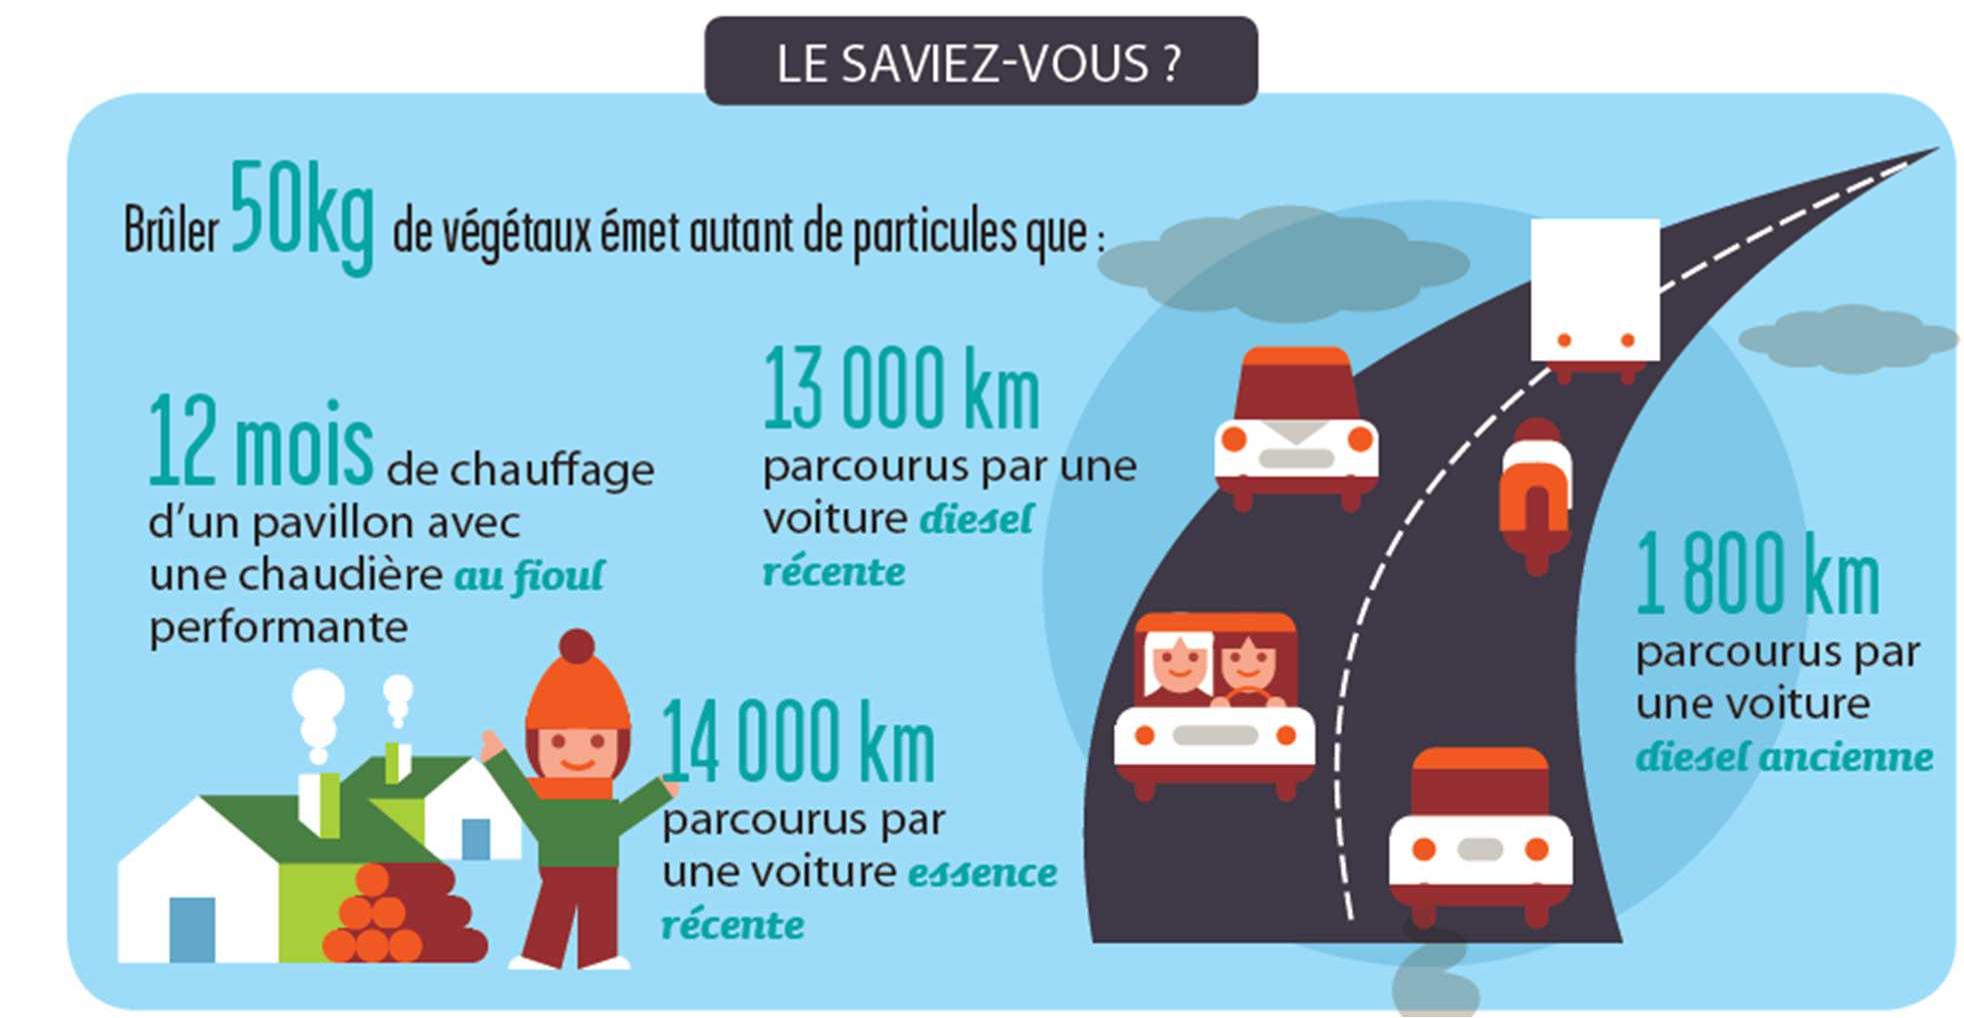 LE SAVIEZ-VOUS ?
Brûler 50kg de végétaux émet autant de particules que :
12 mois de chauffage
d’un pavillon avec
une chaudière au fioul
performante
13 000 km
parcourus par une
voiture diesel
récente
14 000 km
parcourus par
une voiture essence
récente
1 800 km
parcourus par
une voiture
diesel ancienne